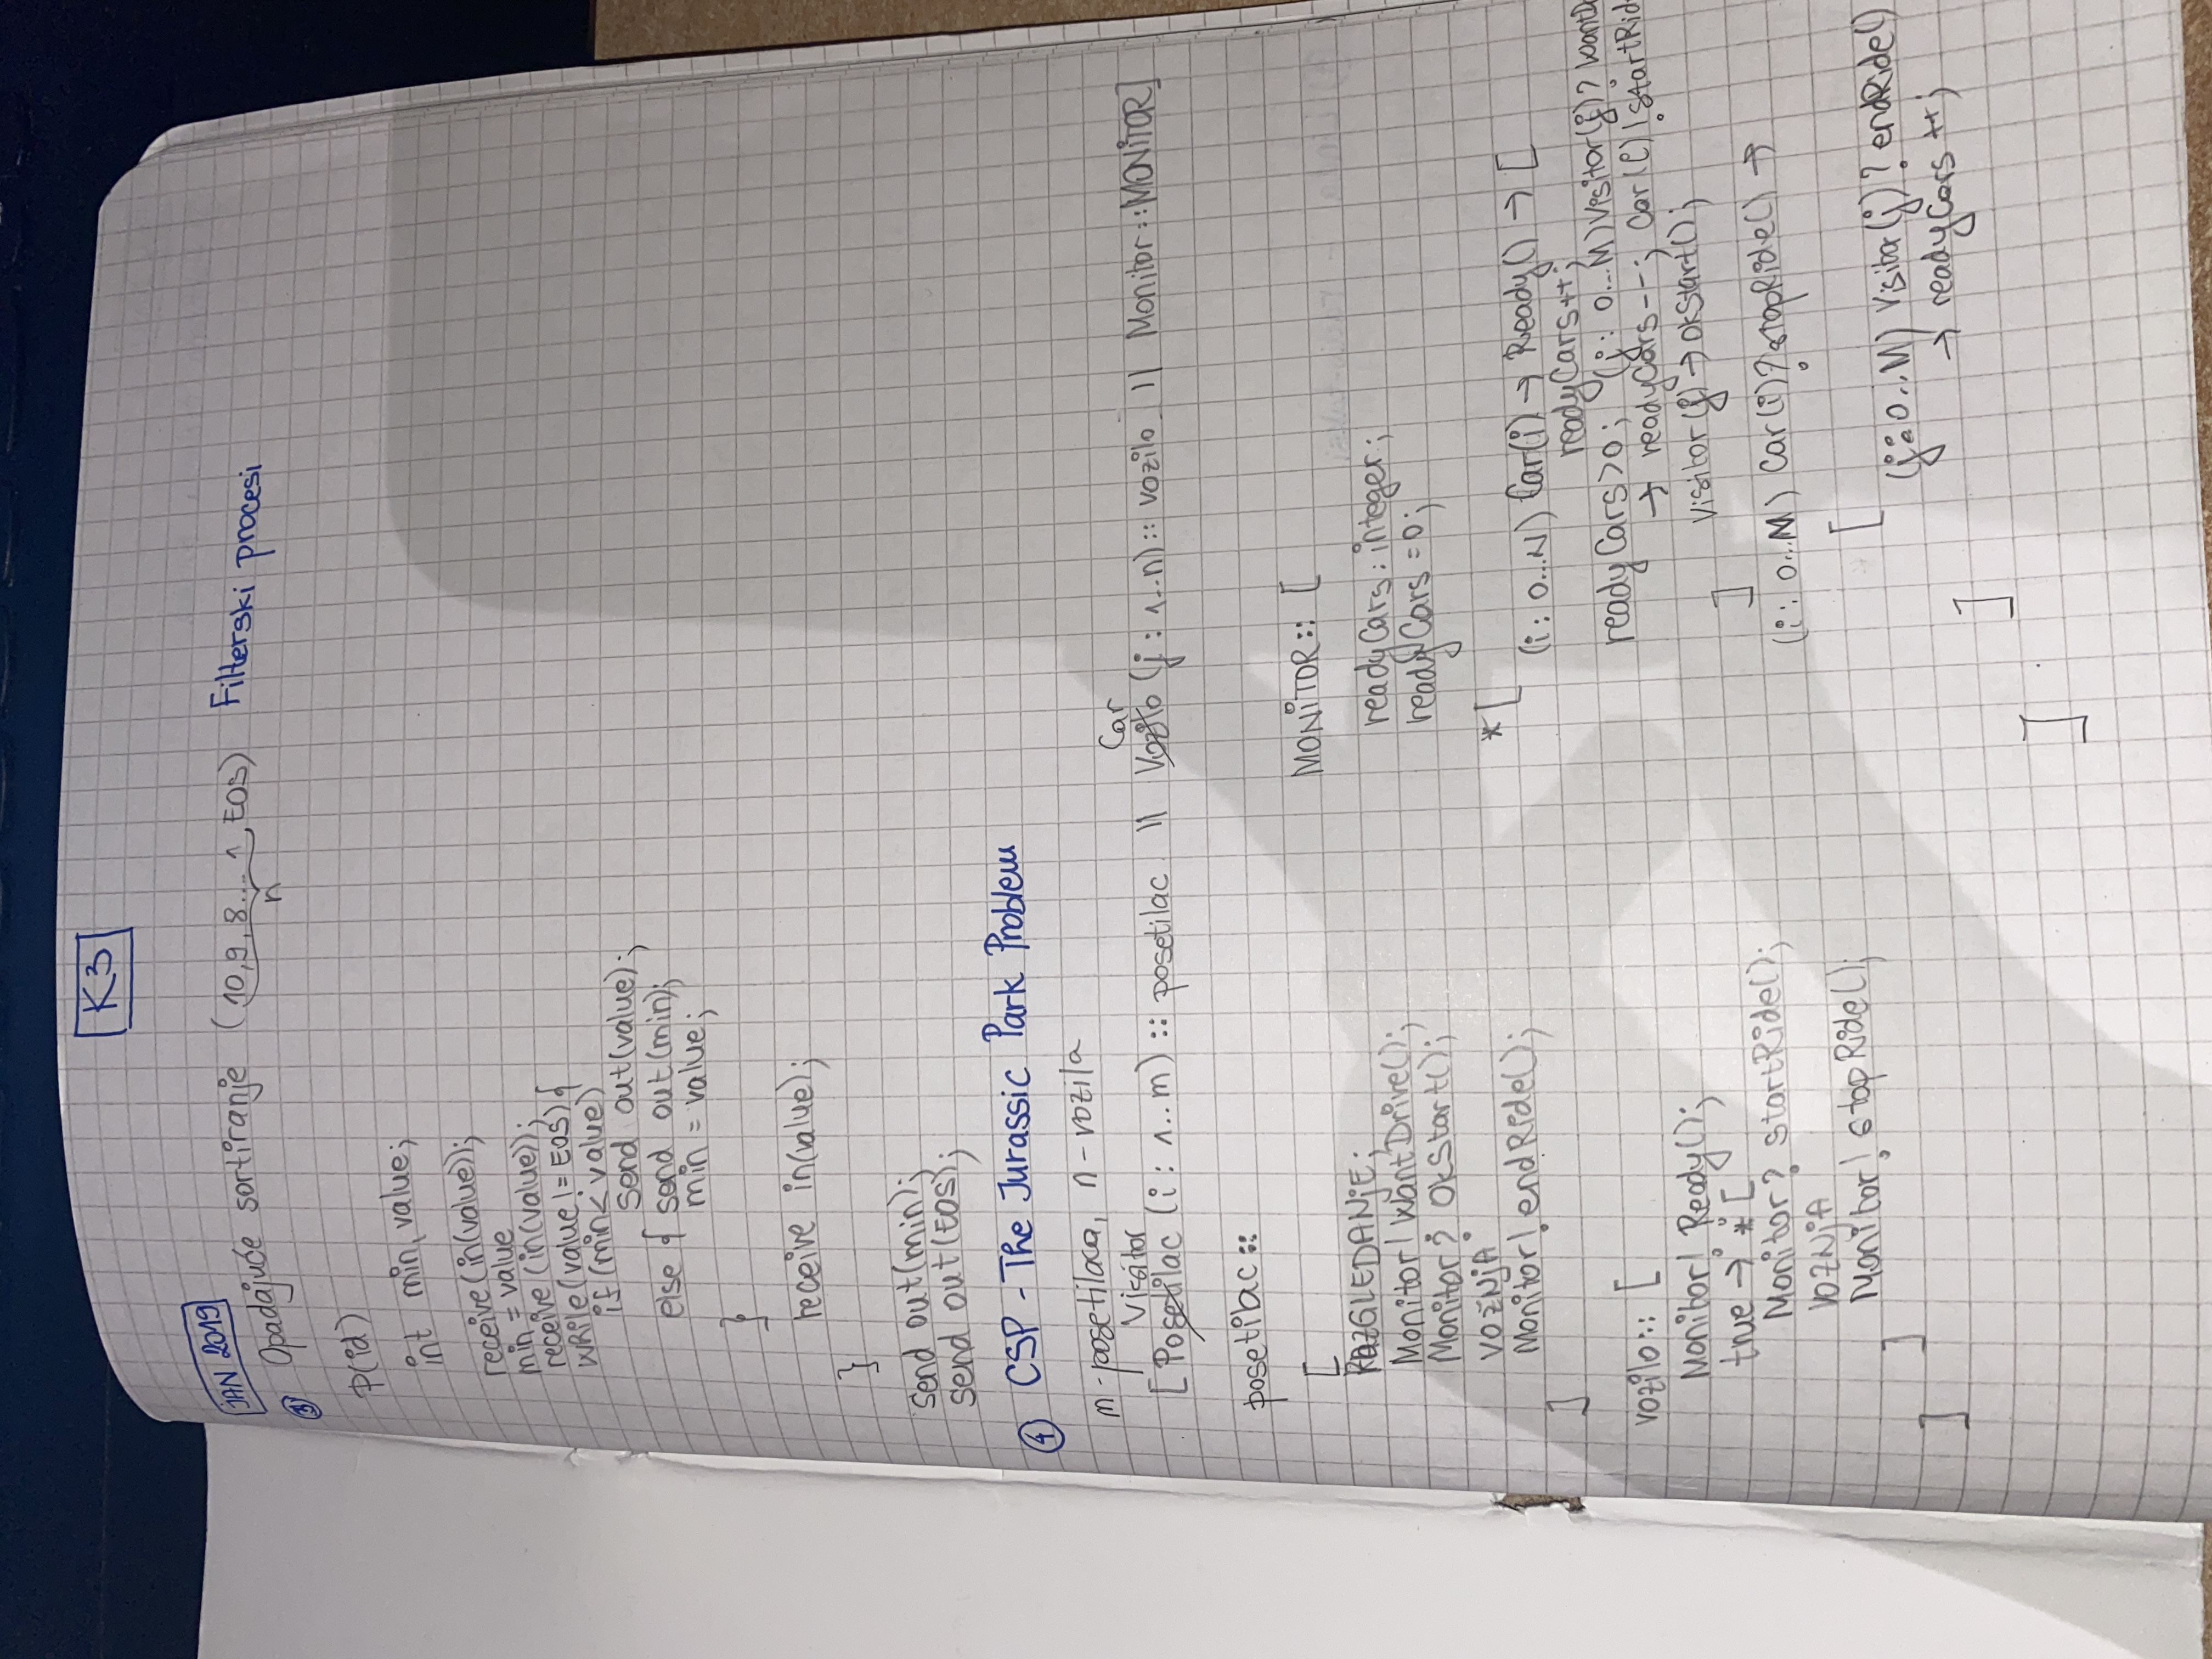 K3
JAN 2019
③ Opadajuće sortiranje (10,9,8...1,EOS) Filterski procesi
n
P(id)
int min, value;
receive(in(value));
min = value
receive(in(value));
while(value != EOS){
if(min < value)
send out(value);
else { send out(min);
min = value;
}
receive in(value);
}
send out(min);
send out(EOS);
④ CSP - The Jurassic Park Problem
m-posetilaca, n-vozila
Visitor Car
[Posetilac (i : 1..m) :: posetilac || Vozilo (j : 1..n) :: vozilo || Monitor::MONITOR]
posetilac ::
[
RAZGLEDANjE;
Monitor! WantDrive();
Monitor? OkStart();
VOŽNjA
Monitor! endRide();
]
vozilo :: [
Monitor! Ready();
true → *[
Monitor? startRide();
VOZNjA
Monitor! stopRide();
]
]
MONITOR:: [
readyCars : integer;
readyCars = 0;
*[
(i : 0...N) Car(i) → Ready() → [
readyCars++;
readyCars>0; (j : 0...M) Visitor(j)? WantD
→ readyCars--; Car(i)! startRid
Visitor(j) → OkStart();
]
(i : 0...M) Car(i)? stopRide() →
[
(j:0..M) Visitor(j)? endRide()
→ readyCars ++;
]
]